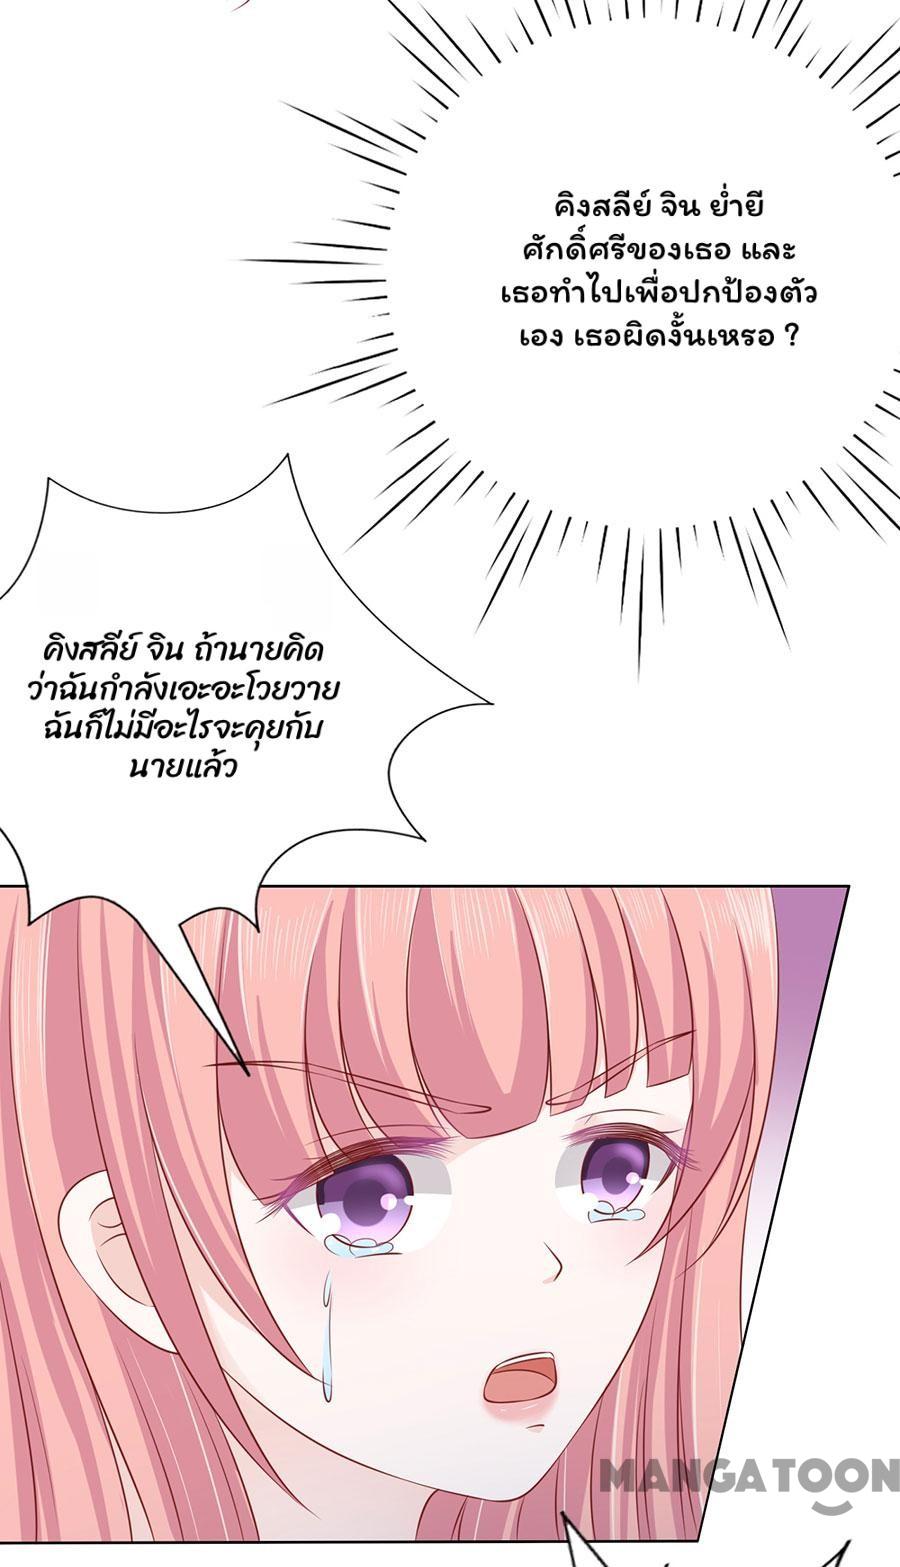 คิงสลีย์ จิน ย่ำยี
ศักดิ์ศรีของเธอ และ
เธอทำไปเพื่อปกป้องตัว
เอง เธอผิดงั้นเหรอ ?
คิงสลีย์ จิน ถ้านายคิด
ว่าฉันกำลังเอะอะโวยวาย
ฉันก็ไม่มีอะไรจะคุยกับ
นายแล้ว
MANGATOON